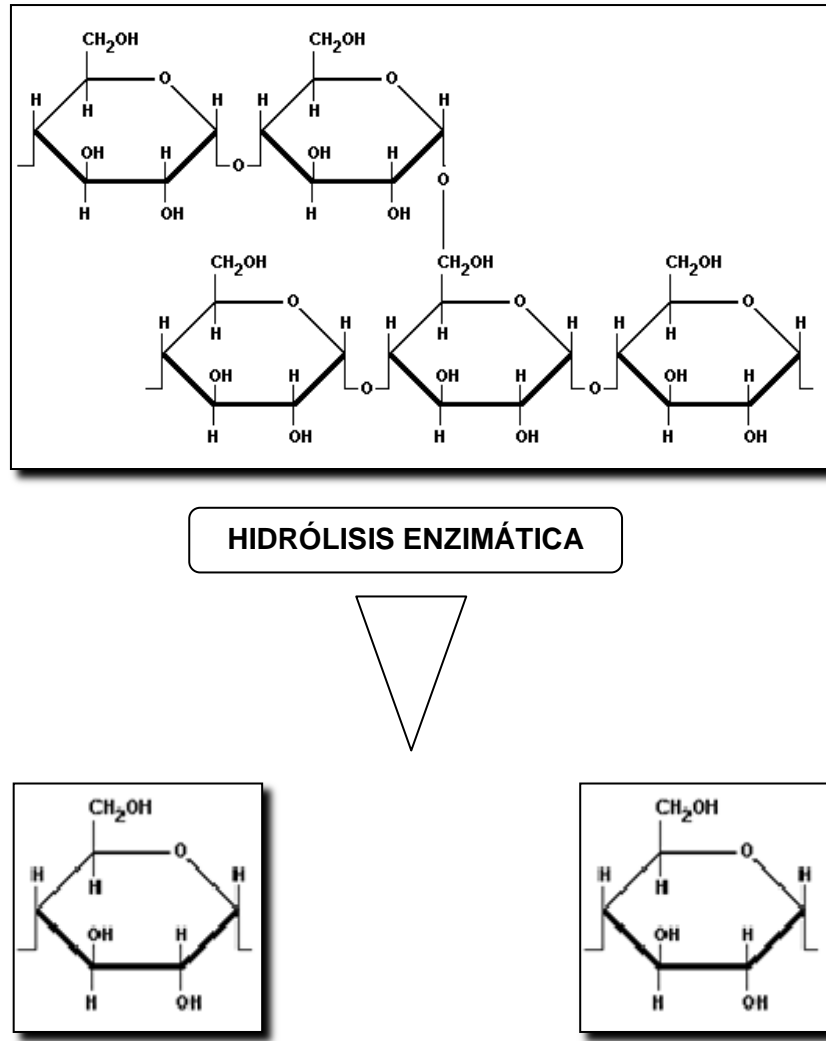 CH₂OH CH₂OH
O O
H H H H
H H
OH H OH H
O
O
H OH H OH
CH₂OH CH₂OH CH₂OH
O O O
H H H H H H
H H H
OH H OH H OH H
O O
H OH H OH H OH
HIDRÓLISIS ENZIMÁTICA
CH₂OH CH₂OH
O O
H H H H
H H
OH H OH H
H OH H OH